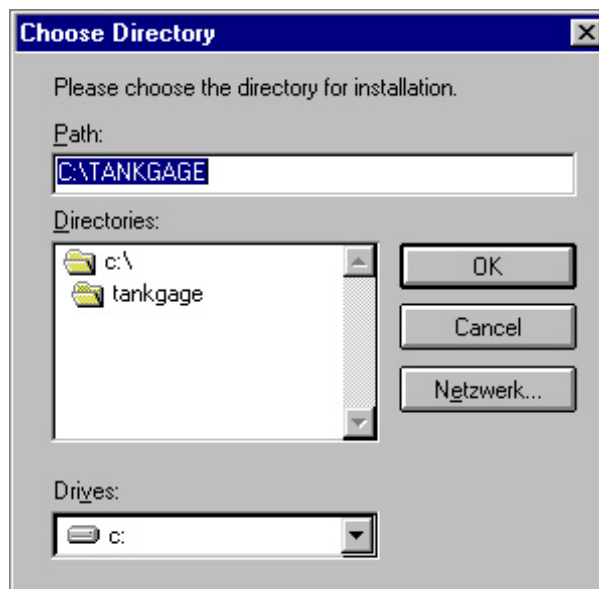 Choose Directory
Please choose the directory for installation.
Path:
C:\TANKGAGE
Directories:
c:\
tankgage
OK
Cancel
Netzwerk...
Drives:
c: